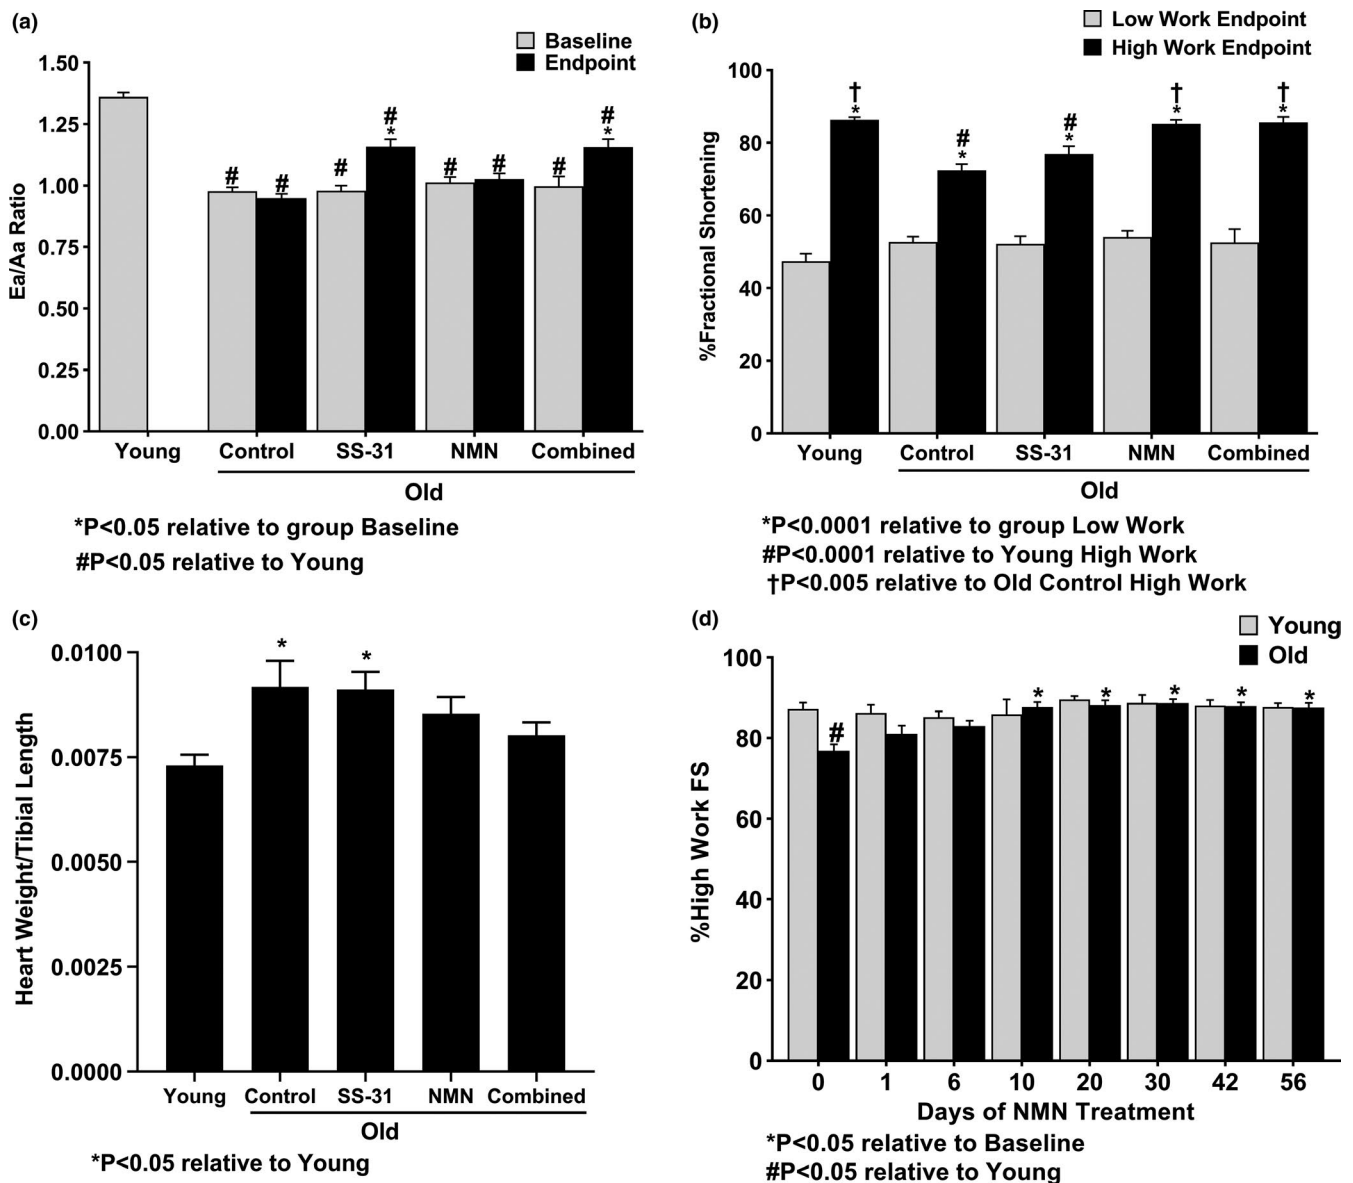 (a)
Baseline
Endpoint
1.50
1.25
1.00
0.75
0.50
0.25
0.00
Ea/Aa Ratio
# # # # * # # # # *
Young Control SS-31 NMN Combined
Old
*P<0.05 relative to group Baseline
#P<0.05 relative to Young
(b)
Low Work Endpoint
High Work Endpoint
100
80
60
40
20
0
%Fractional Shortening
† * # * # * † * † *
Young Control SS-31 NMN Combined
Old
*P<0.0001 relative to group Low Work
#P<0.0001 relative to Young High Work
†P<0.005 relative to Old Control High Work
(c)
0.0100
0.0075
0.0050
0.0025
0.0000
Heart Weight/Tibial Length
* *
Young Control SS-31 NMN Combined
Old
*P<0.05 relative to Young
(d)
Young
Old
100
80
60
40
20
0
%High Work FS
# * * * * *
0 1 6 10 20 30 42 56
Days of NMN Treatment
*P<0.05 relative to Baseline
#P<0.05 relative to Young